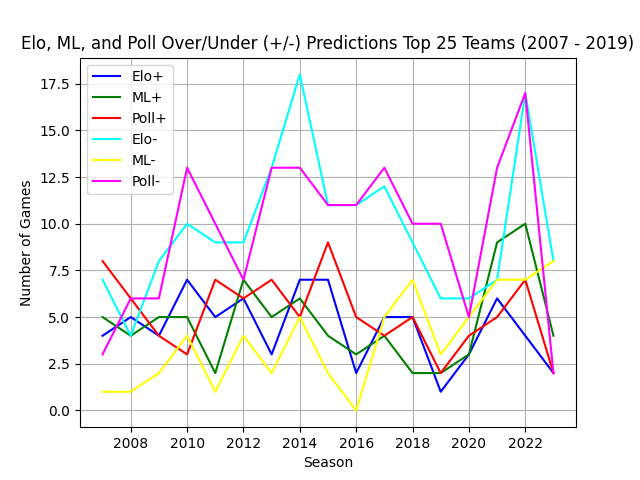 Elo, ML, and Poll Over/Under (+/-) Predictions Top 25 Teams (2007 - 2019)
Elo+
ML+
Poll+
Elo-
ML-
Poll-
17.5
15.0
12.5
10.0
7.5
5.0
2.5
0.0
Number of Games
2008 2010 2012 2014 2016 2018 2020 2022
Season